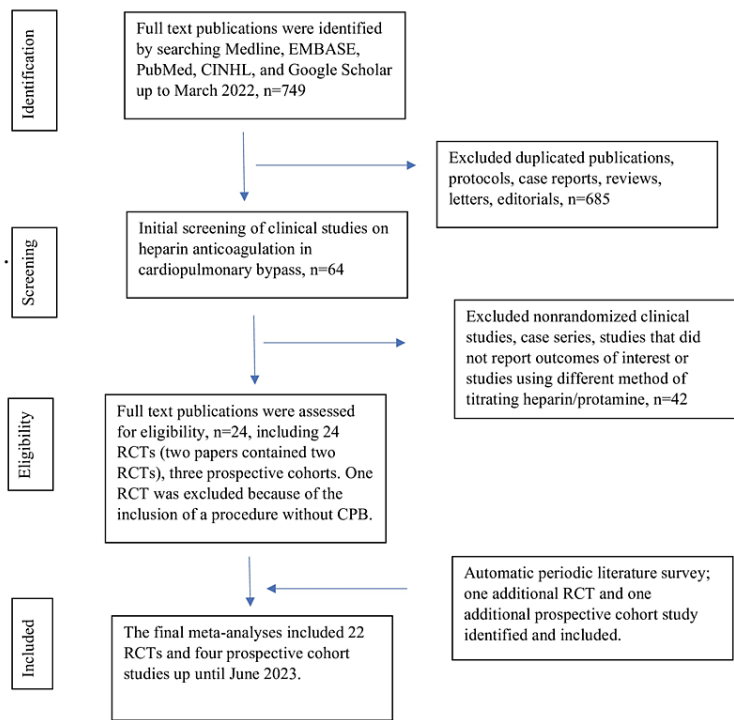 Identification
Full text publications were identified
by searching Medline, EMBASE,
PubMed, CINHL, and Google Scholar
up to March 2022, n=749
Excluded duplicated publications,
protocols, case reports, reviews,
letters, editorials, n=685
Screening
Initial screening of clinical studies on
heparin anticoagulation in
cardiopulmonary bypass, n=64
Excluded nonrandomized clinical
studies, case series, studies that did
not report outcomes of interest or
studies using different method of
titrating heparin/protamine, n=42
Eligibility
Full text publications were assessed
for eligibility, n=24, including 24
RCTs (two papers contained two
RCTs), three prospective cohorts. One
RCT was excluded because of the
inclusion of a procedure without CPB.
Automatic periodic literature survey;
one additional RCT and one
additional prospective cohort study
identified and included.
Included
The final meta-analyses included 22
RCTs and four prospective cohort
studies up until June 2023.